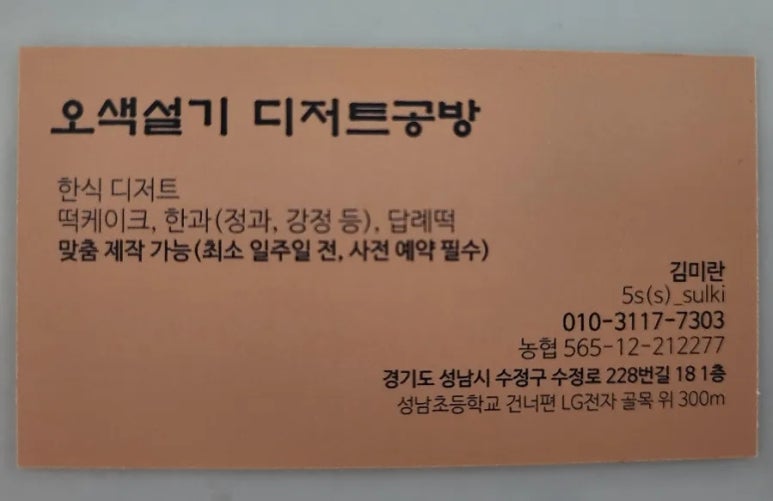 오색설기 디저트공방
한식 디저트
떡케이크, 한과(정과, 강정 등), 답례떡
맞춤 제작 가능(최소 일주일 전, 사전 예약 필수)
김미란
5s(s)_sulki
010-3117-7303
농협 565-12-212277
경기도 성남시 수정구 수정로 228번길 18 1층
성남초등학교 건너편 LG전자 골목 위 300m